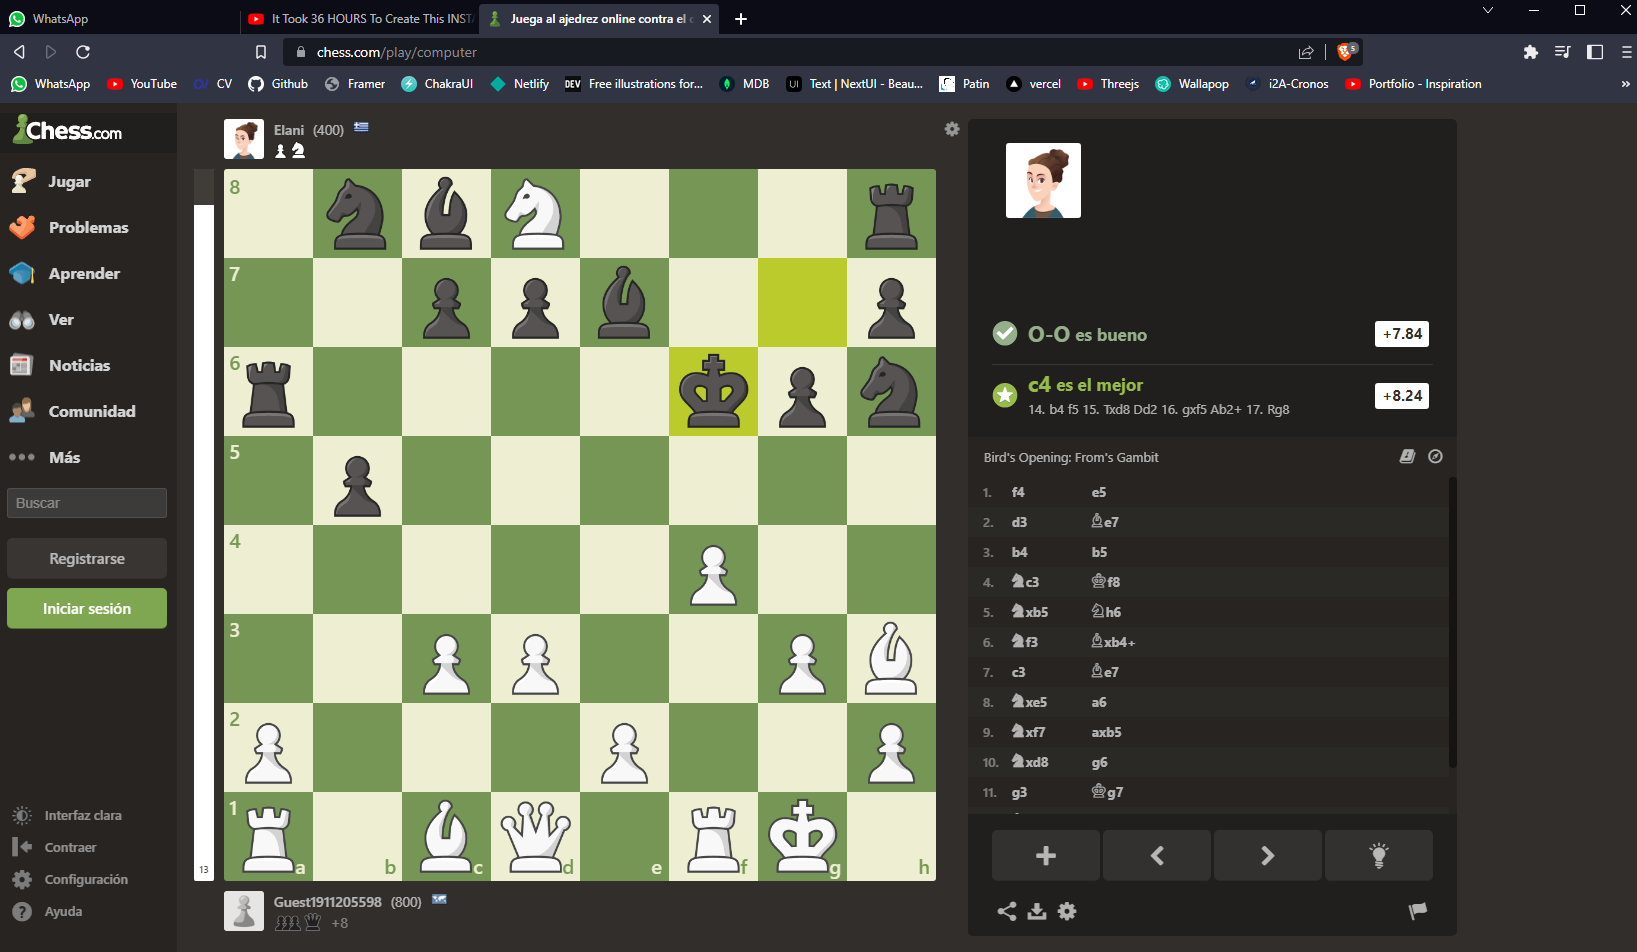 WhatsApp
It Took 36 HOURS To Create This INST
Juega al ajedrez online contra el c
chess.com/play/computer
5
WhatsApp YouTube CV Github Framer ChakraUI Netlify DEV Free illustrations for... MDB UI Text | NextUI - Beau... Patin vercel Threejs Wallapop i2A-Cronos Portfolio - Inspiration
Chess.com
Jugar
Problemas
Aprender
Ver
Noticias
Comunidad
Más
Buscar
Registrarse
Iniciar sesión
Interfaz clara
Contraer
Configuración
Ayuda
Elani (400)
8
7
6
5
4
3
2
1
a b c d e f g h
13
Guest1911205598 (800)
+8
O-O es bueno +7.84
c4 es el mejor +8.24
14. b4 f5 15. Txd8 Dd2 16. gxf5 Ab2+ 17. Rg8
Bird's Opening: From's Gambit
1. f4 e5
2. d3 e7
3. b4 b5
4. c3 f8
5. xb5 h6
6. f3 xb4+
7. c3 e7
8. xe5 a6
9. xf7 axb5
10. xd8 g6
11. g3 g7